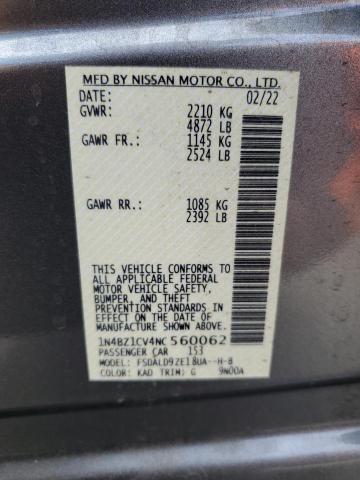 MFD BY NISSAN MOTOR CO., LTD.
DATE: 02/22
GVWR: 2210 KG
4872 LB
GAWR FR.: 1145 KG
2524 LB
GAWR RR.: 1085 KG
2392 LB
THIS VEHICLE CONFORMS TO
ALL APPLICABLE FEDERAL
MOTOR VEHICLE SAFETY,
BUMPER, AND THEFT
PREVENTION STANDARDS IN
EFFECT ON THE DATE OF
MANUFACTURE SHOWN ABOVE.
1N4BZ1CV4NC560062
PASSENGER CAR 153
MODEL: FSDALD9ZE18UA--H-B
COLOR: KAD TRIM: G 9N00A